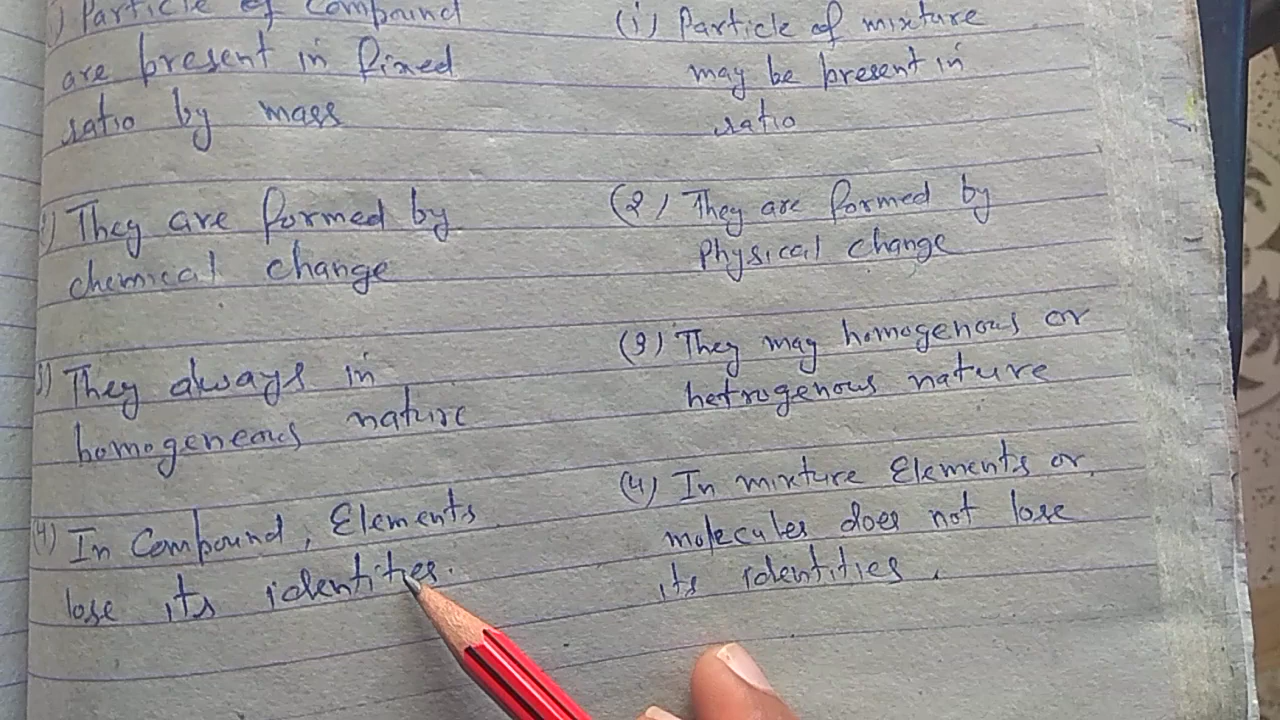 1) Particle of Compound
are present in fixed
ratio by mass
2) They are formed by
chemical change
3) They always in
homogeneous nature
(4) In Compound, Elements
lose its identities.
(i) Particle of mixture
may be present in
ratio
(2) They are formed by
Physical change
(3) They may homogenous or
hetrogenous nature
(4) In mixture Elements or
molecules does not lose
its identities.